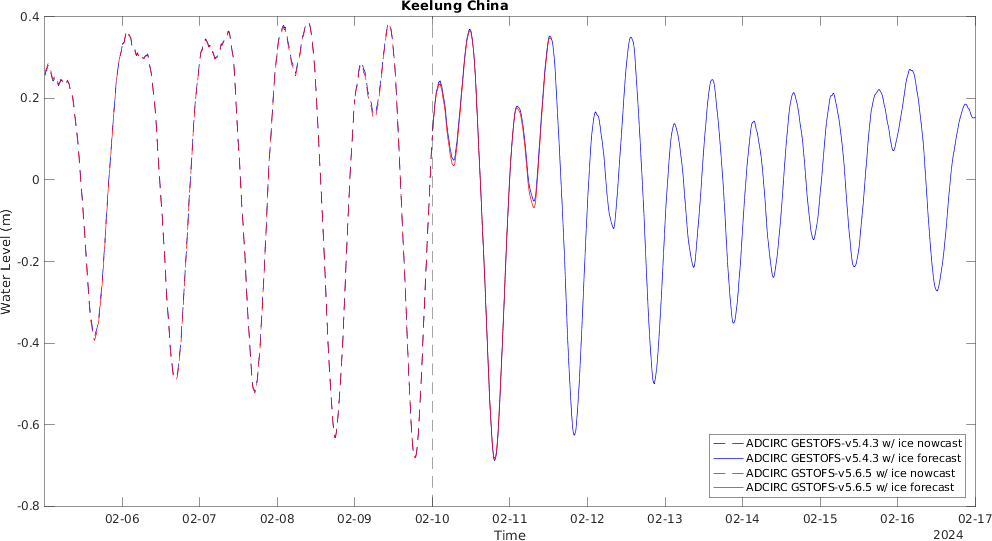 Keelung China
Water Level (m)
0.4
0.2
0
-0.2
-0.4
-0.6
-0.8
02-06 02-07 02-08 02-09 02-10 02-11 02-12 02-13 02-14 02-15 02-16 02-17
Time
2024
ADCIRC GESTOFS-v5.4.3 w/ ice nowcast
ADCIRC GESTOFS-v5.4.3 w/ ice forecast
ADCIRC GSTOFS-v5.6.5 w/ ice nowcast
ADCIRC GSTOFS-v5.6.5 w/ ice forecast